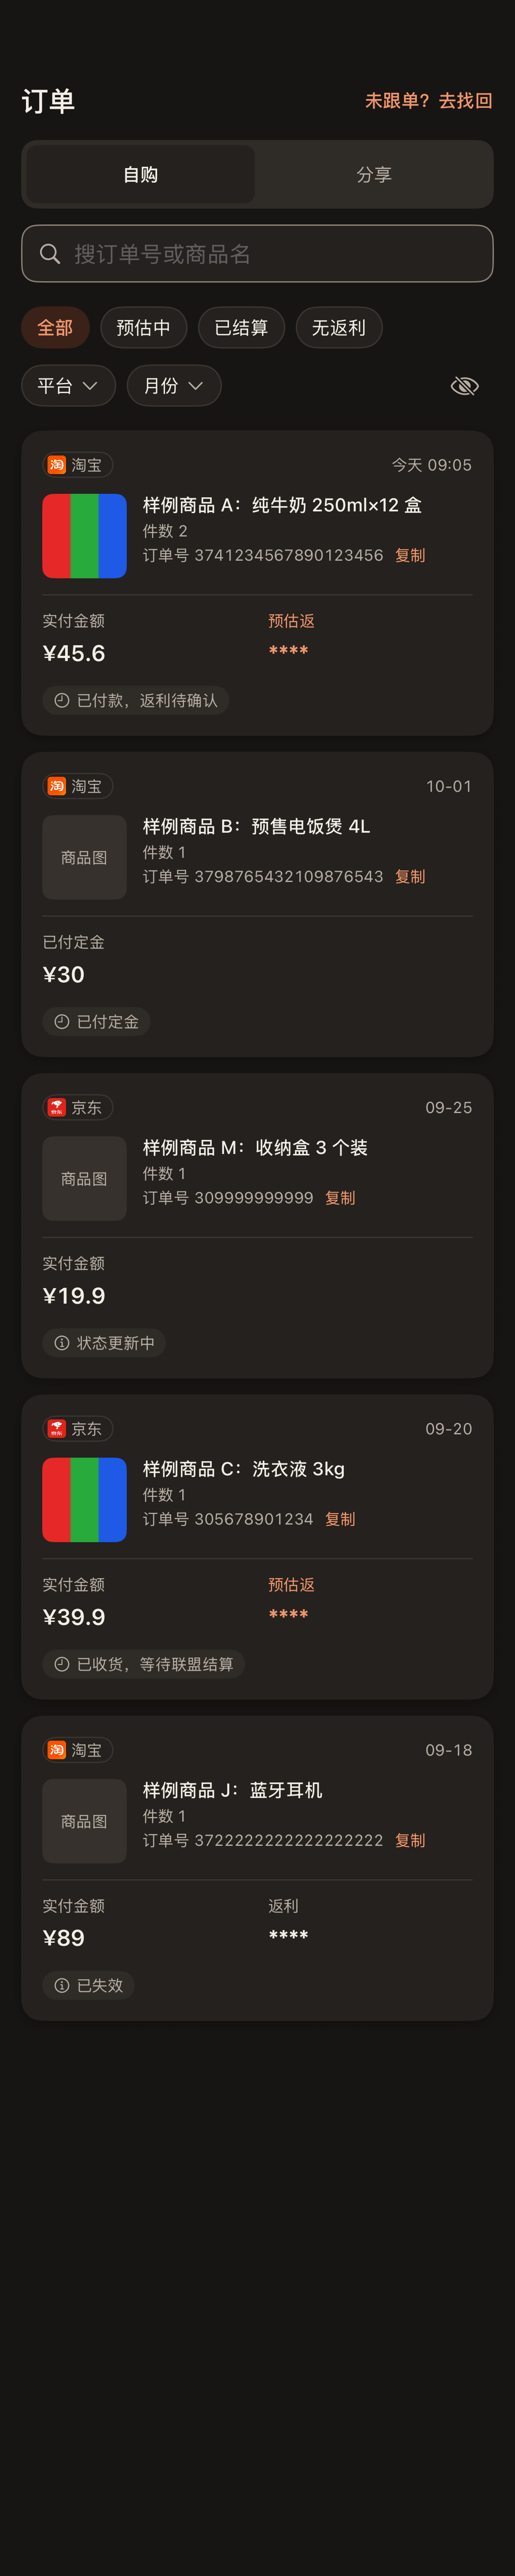 订单
未跟单？去找回
自购
分享
搜订单号或商品名
全部
预估中
已结算
无返利
平台
月份
淘 淘宝
今天 09:05
样例商品 A：纯牛奶 250ml×12 盒
件数 2
订单号 3741234567890123456 复制
实付金额
预估返
¥45.6
****
已付款，返利待确认
淘 淘宝
10-01
商品图
样例商品 B：预售电饭煲 4L
件数 1
订单号 3798765432109876543 复制
已付定金
¥30
已付定金
京东 京东
09-25
商品图
样例商品 M：收纳盒 3 个装
件数 1
订单号 309999999999 复制
实付金额
¥19.9
状态更新中
京东 京东
09-20
样例商品 C：洗衣液 3kg
件数 1
订单号 305678901234 复制
实付金额
预估返
¥39.9
****
已收货，等待联盟结算
淘 淘宝
09-18
商品图
样例商品 J：蓝牙耳机
件数 1
订单号 3722222222222222222 复制
实付金额
返利
¥89
****
已失效